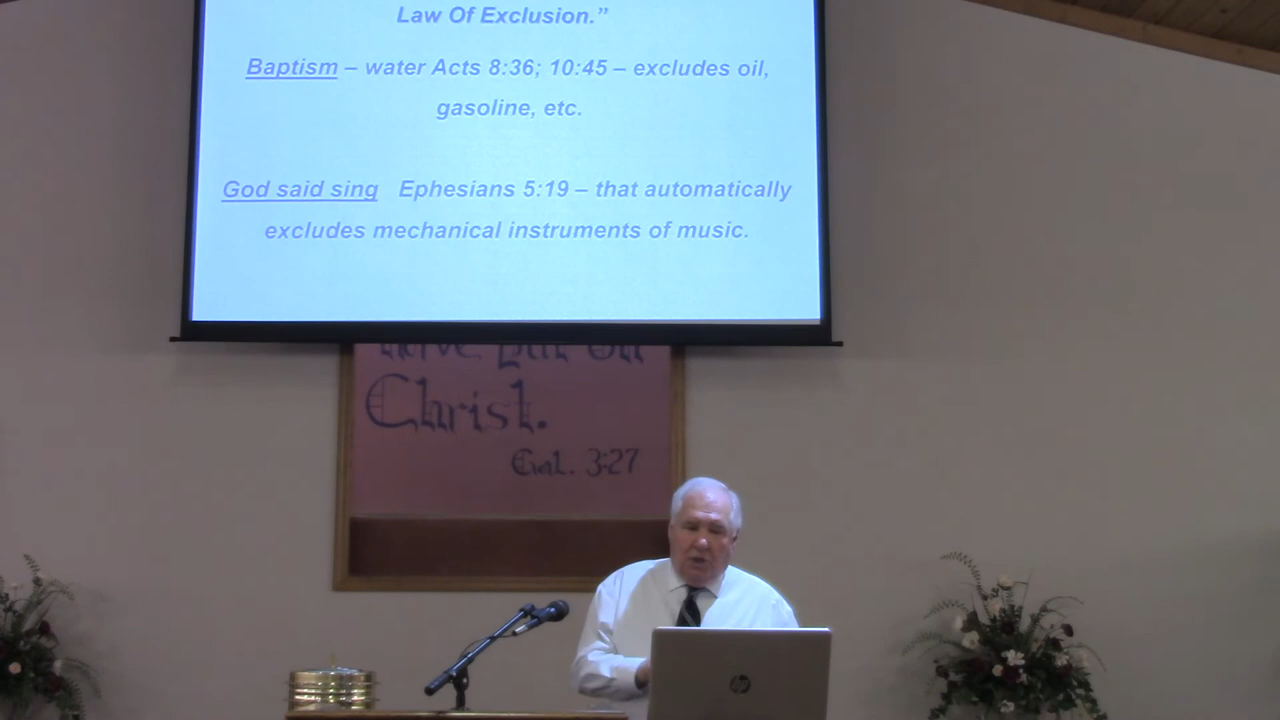 Law Of Exclusion.”
Baptism – water Acts 8:36; 10:45 – excludes oil,
gasoline, etc.
God said sing Ephesians 5:19 – that automatically
excludes mechanical instruments of music.
Christ.
Gal. 3:27
hp